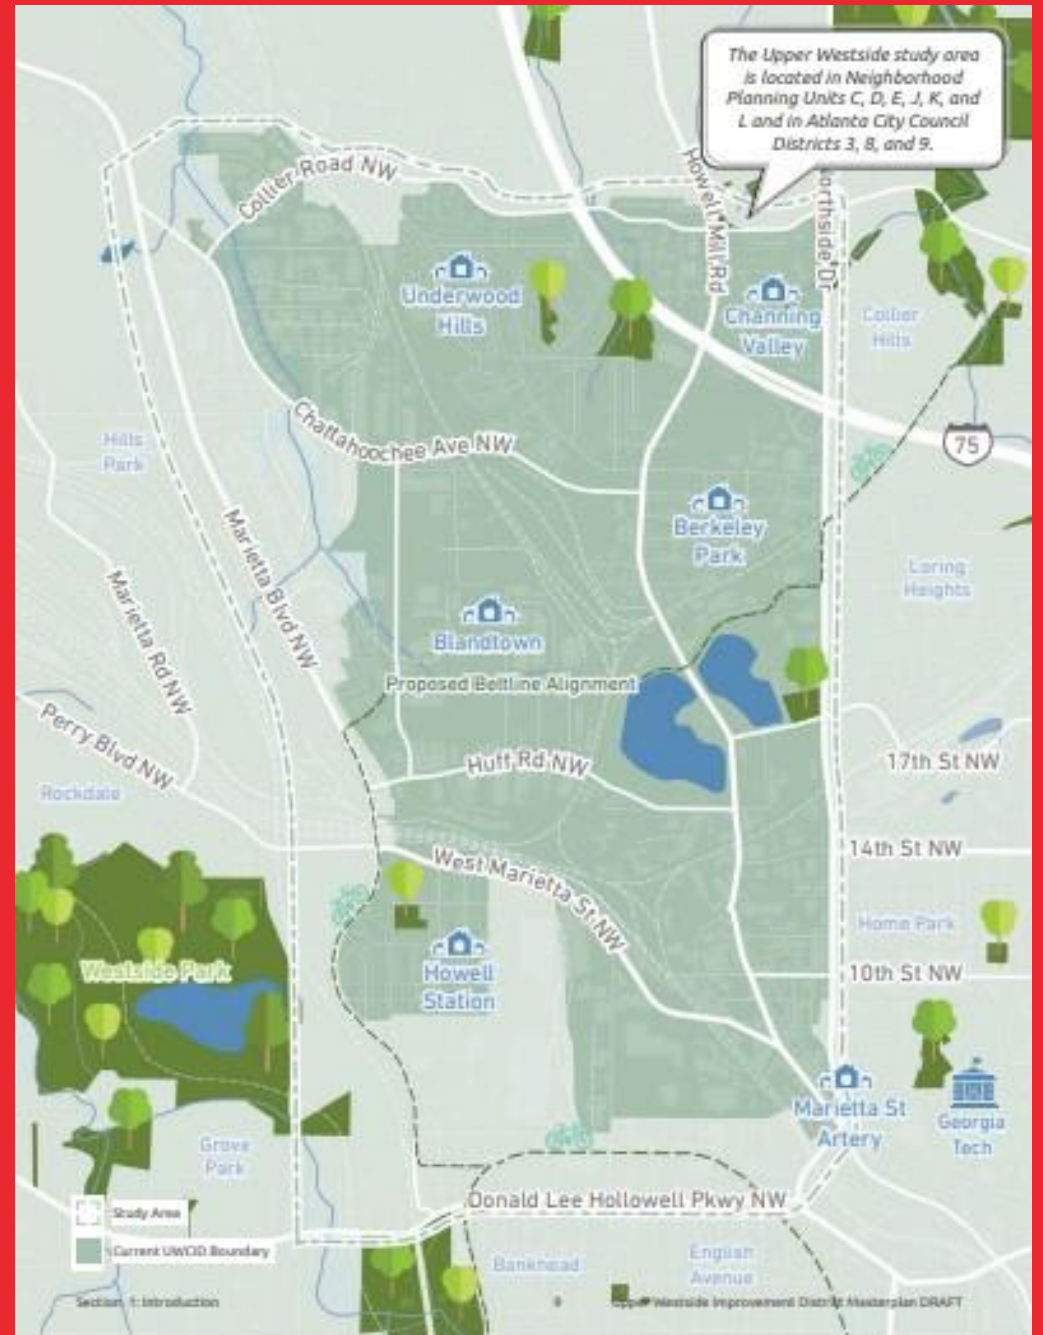 The Upper Westside study area
is located in Neighborhood
Planning Units C, D, E, J, K, and
L and in Atlanta City Council
Districts 3, 8, and 9.
Collier Road NW
Howell Mill Rd
Northside Dr
Underwood
Hills
Channing
Valley
Collier
Hills
Chattahoochee Ave NW
75
Hills
Park
Berkeley
Park
Marietta Blvd NW
Loring
Heights
Marietta Rd NW
Blandtown
Proposed Beltline Alignment
Perry Blvd NW
Huff Rd NW
17th St NW
Rockdale
14th St NW
West Marietta St NW
Home Park
Westside Park
Howell
Station
10th St NW
Marietta St
Artery
Georgia
Tech
Grove
Park
Donald Lee Hollowell Pkwy NW
Study Area
Current UWCID Boundary
Bankhead
English
Avenue
Section 1: Introduction
9
Upper Westside Improvement District Masterplan DRAFT